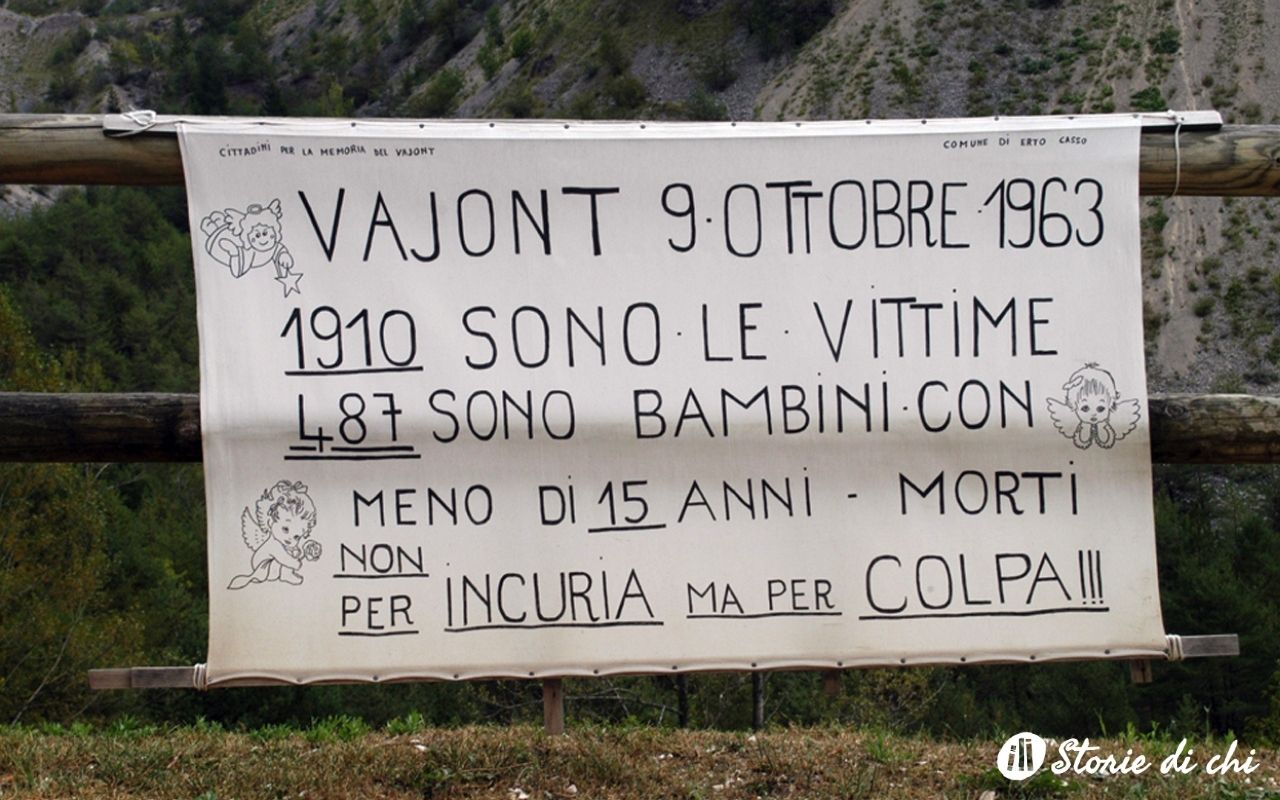 CITTADINI PER LA MEMORIA DEL VAJONT
COMUNE DI ERTO CASSO
VAJONT 9·OTTOBRE·1963
1910 SONO·LE·VITTIME
487 SONO BAMBINI·CON
MENO DI 15 ANNI - MORTI
NON
PER INCURIA MA PER COLPA!!!
Storie di chi